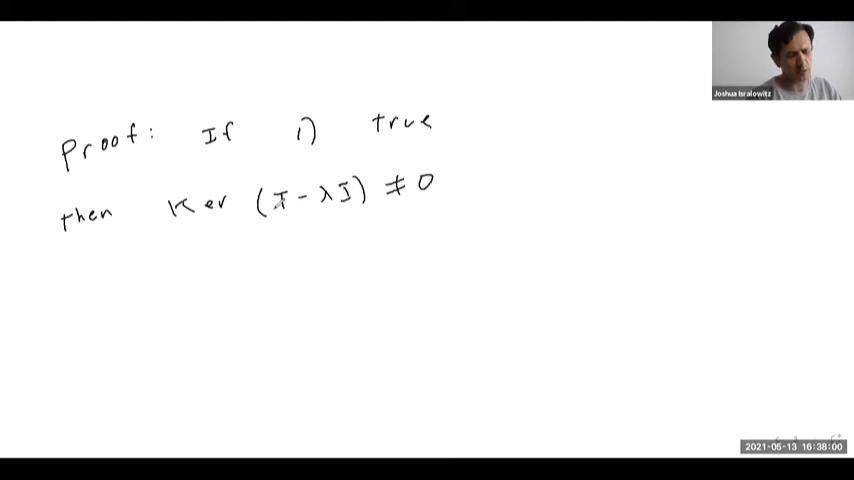 Joshua Isralowitz
Proof: If 1) true
then Ker (T - λI) ≠ 0
2021-05-13 16:38:00